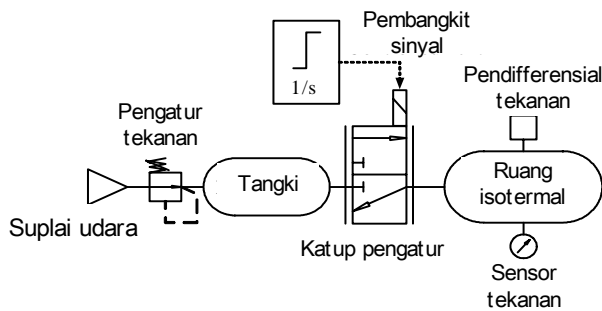 Pembangkit
sinyal
1/s
Pendifferensial
tekanan
Pengatur
tekanan
Tangki
Ruang
isotermal
Suplai udara
Katup pengatur
Sensor
tekanan